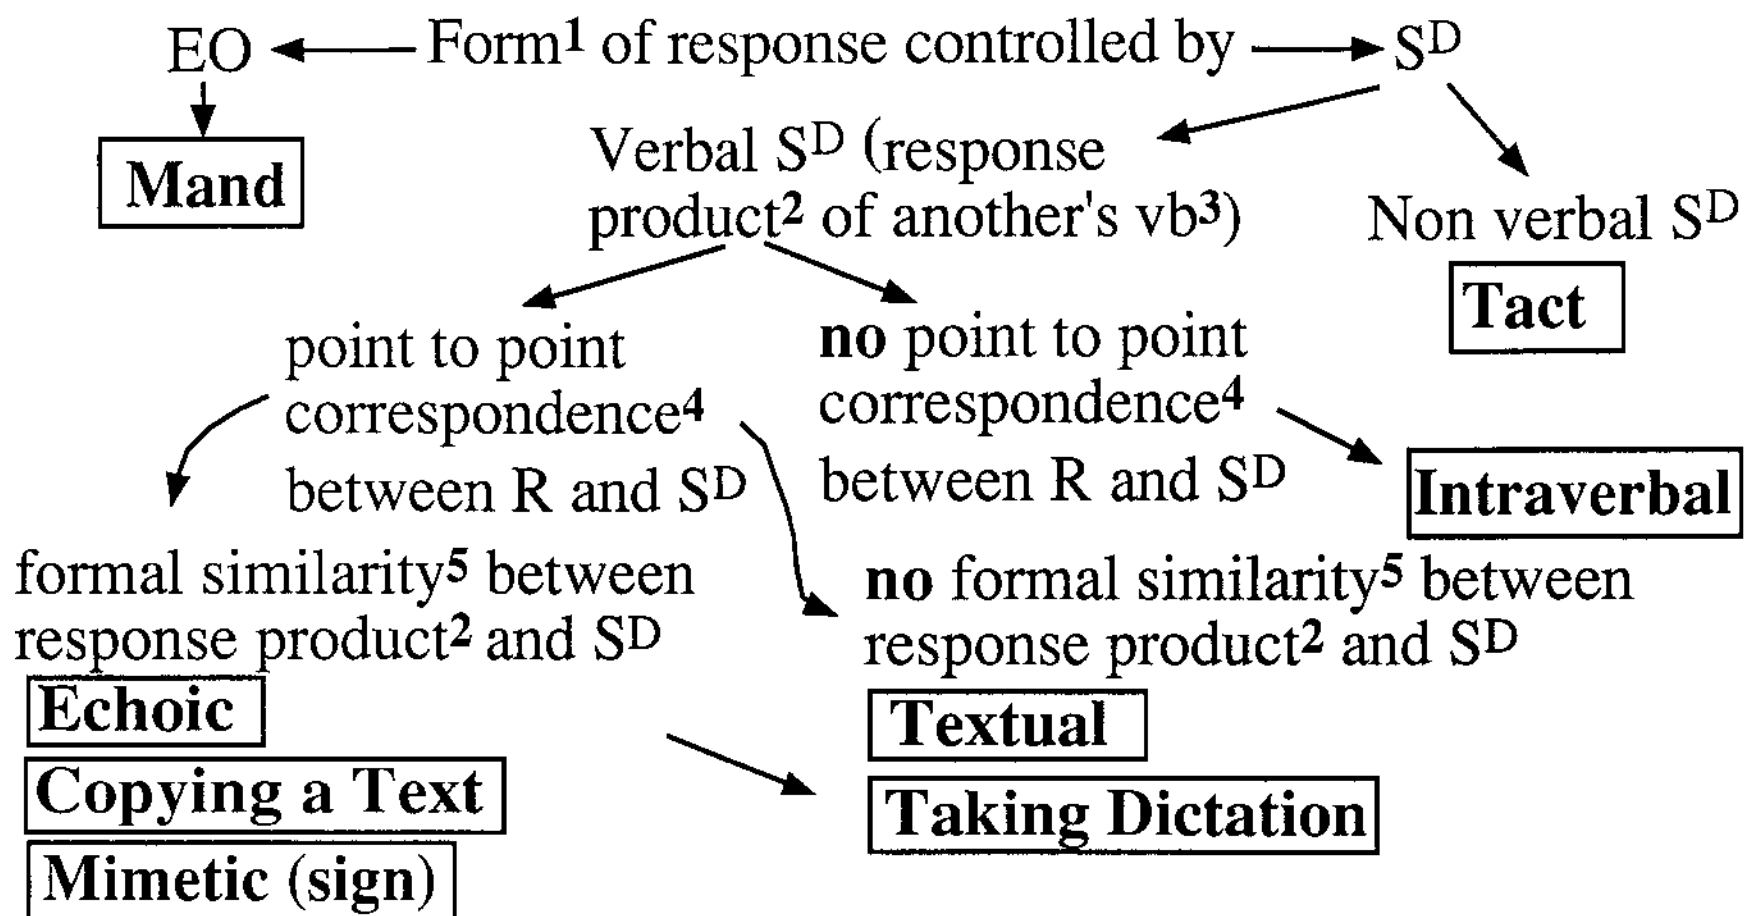 EO Form1 of response controlled by SD
Mand
Verbal SD (response
product2 of another's vb3)
Non verbal SD
Tact
point to point
correspondence4
between R and SD
no point to point
correspondence4
between R and SD
Intraverbal
formal similarity5 between
response product2 and SD
Echoic
Copying a Text
Mimetic (sign)
no formal similarity5 between
response product2 and SD
Textual
Taking Dictation